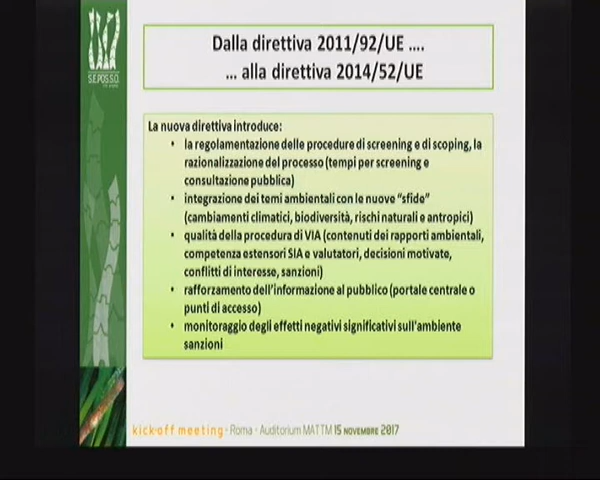 S.E.POS.S.O.
Dalla direttiva 2011/92/UE ....
... alla direttiva 2014/52/UE
La nuova direttiva introduce:
• la regolamentazione delle procedure di screening e di scoping, la
razionalizzazione del processo (tempi per screening e
consultazione pubblica)
• integrazione dei temi ambientali con le nuove "sfide"
(cambiamenti climatici, biodiversità, rischi naturali e antropici)
• qualità della procedura di VIA (contenuti dei rapporti ambientali,
competenza estensori SIA e valutatori, decisioni motivate,
conflitti di interesse, sanzioni)
• rafforzamento dell'informazione al pubblico (portale centrale o
punti di accesso)
• monitoraggio degli effetti negativi significativi sull'ambiente
sanzioni
kick-off meeting - Roma - Auditorium MATTM 15 NOVEMBRE 2017